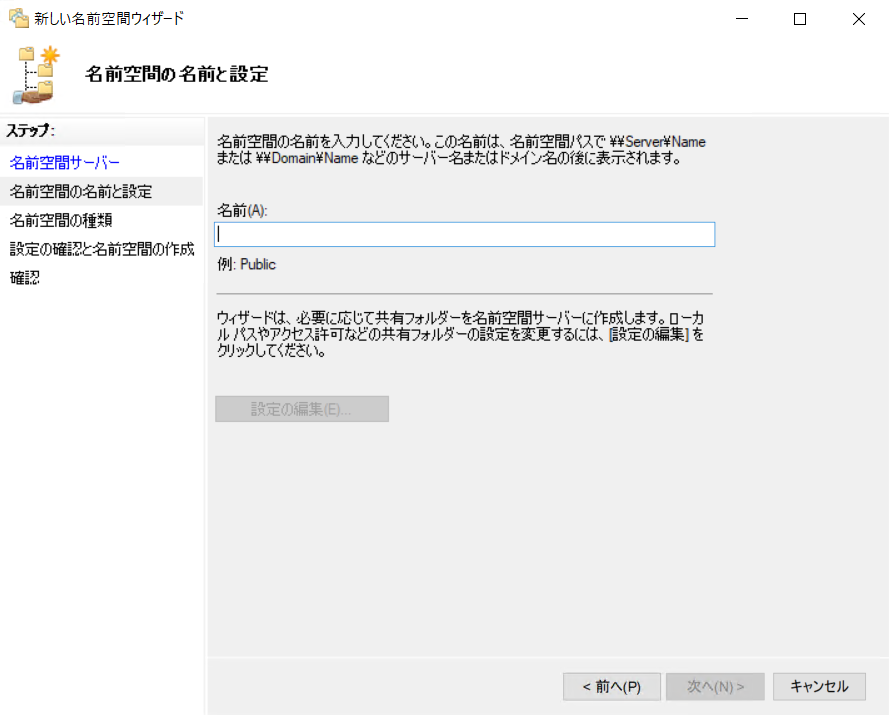 新しい名前空間ウィザード
名前空間の名前と設定
ステップ:
名前空間サーバー
名前空間の名前と設定
名前空間の種類
設定の確認と名前空間の作成
確認
名前空間の名前を入力してください。この名前は、名前空間パスで ¥¥Server¥Name
または ¥¥Domain¥Name などのサーバー名またはドメイン名の後に表示されます。
名前(A):
例: Public
ウィザードは、必要に応じて共有フォルダーを名前空間サーバーに作成します。ローカ
ル パスやアクセス許可などの共有フォルダーの設定を変更するには、[設定の編集] を
クリックしてください。
設定の編集(E)...
< 前へ(P)
次へ(N) >
キャンセル